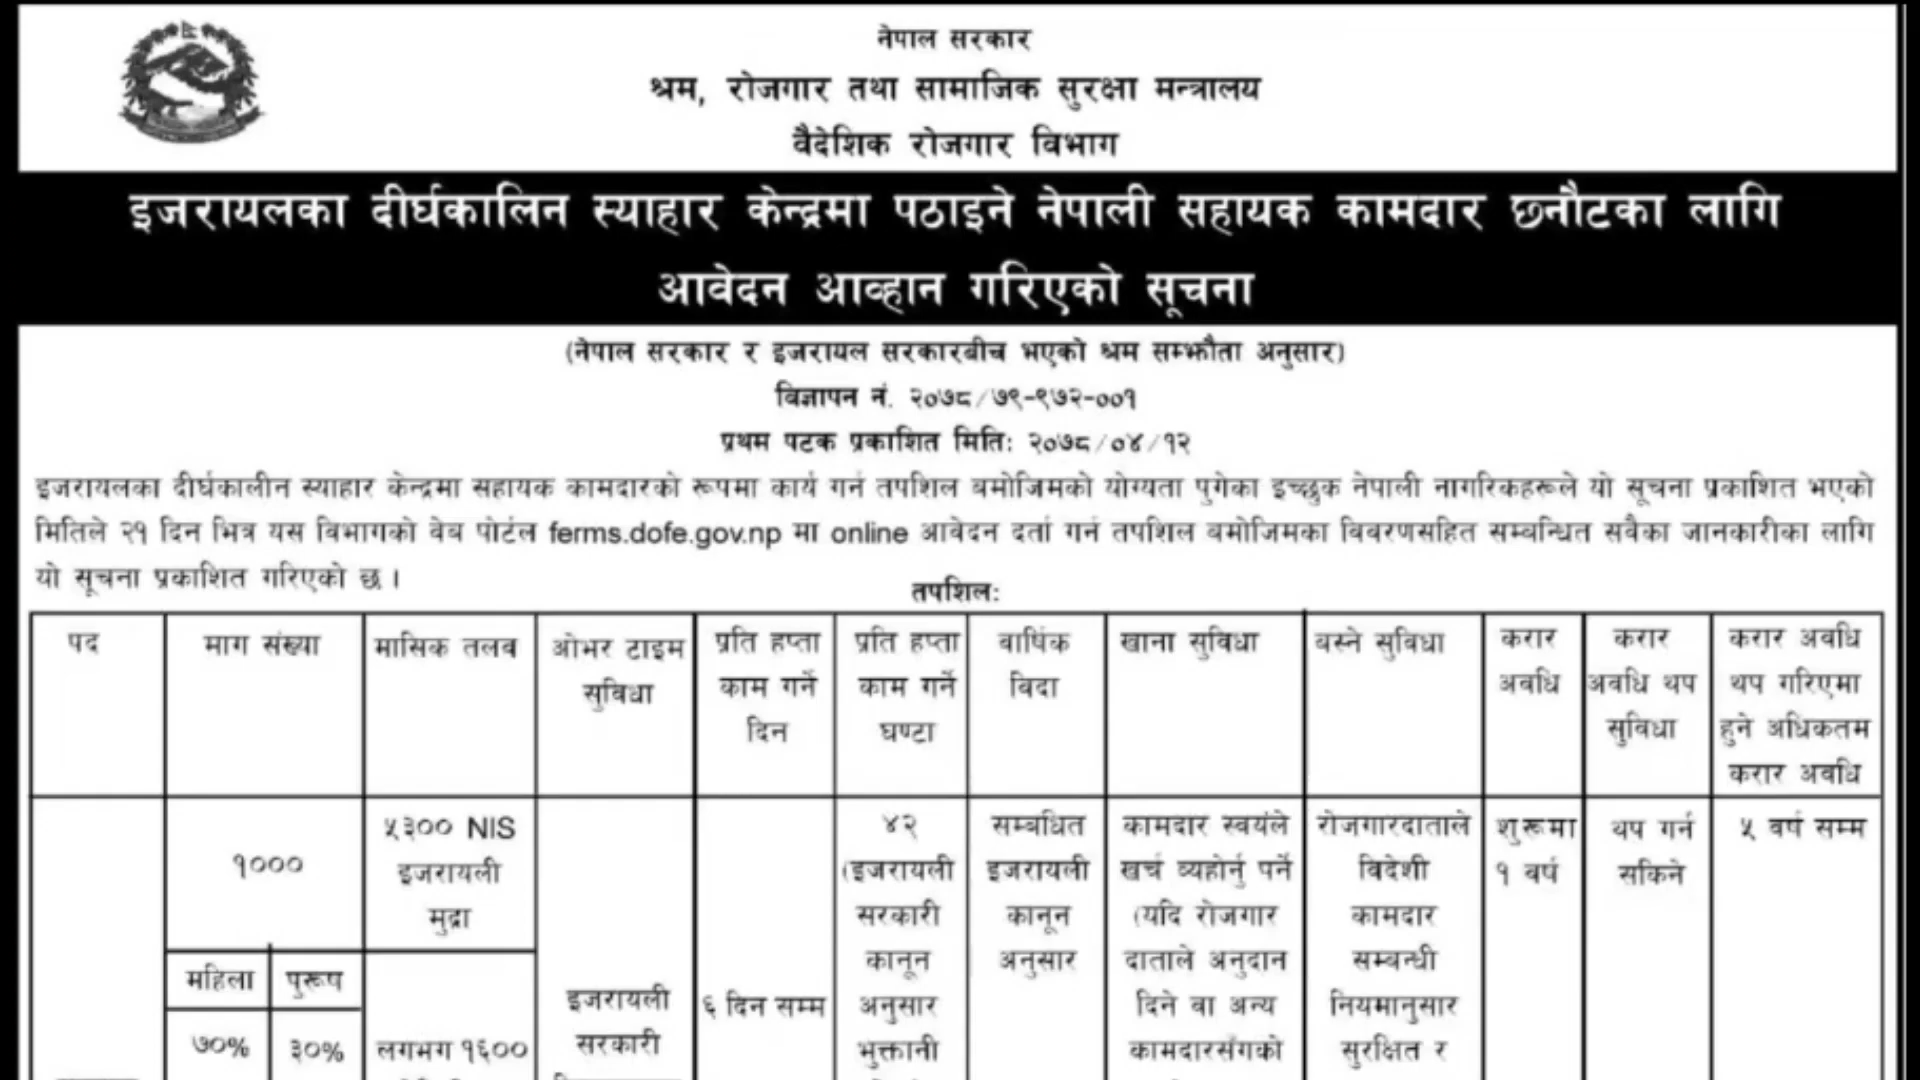 नेपाल सरकार
श्रम, रोजगार तथा सामाजिक सुरक्षा मन्त्रालय
वैदेशिक रोजगार विभाग
इजरायलका दीर्घकालिन स्याहार केन्द्रमा पठाइने नेपाली सहायक कामदार छनौटका लागि
आवेदन आव्हान गरिएको सूचना
(नेपाल सरकार र इजरायल सरकारबीच भएको श्रम सम्झौता अनुसार)
विज्ञापन नं. २०७८/७९-९७२-००१
प्रथम पटक प्रकाशित मितिः २०७८/०४/१२
इजरायलका दीर्घकालीन स्याहार केन्द्रमा सहायक कामदारको रूपमा कार्य गर्न तपशिल बमोजिमको योग्यता पुगेका इच्छुक नेपाली नागरिकहरूले यो सूचना प्रकाशित भएको
मितिले २१ दिन भित्र यस विभागको वेब पोर्टल ferms.dofe.gov.np मा online आवेदन दर्ता गर्न तपशिल बमोजिमका विवरणसहित सम्बन्धित सवैका जानकारीका लागि
यो सूचना प्रकाशित गरिएको छ ।
तपशिलः
पद
माग संख्या
मासिक तलब
ओभर टाइम
सुविधा
प्रति हप्ता
काम गर्ने
दिन
प्रति हप्ता
काम गर्ने
घण्टा
वार्षिक
विदा
खाना सुविधा
बस्ने सुविधा
करार
अवधि
करार
अवधि थप
सुविधा
करार अवधि
थप गरिएमा
हुने अधिकतम
करार अवधि
१०००
महिला
पुरूष
७०%
३०%
५३०० NIS
इजरायली
मुद्रा
लगभग १६००
इजरायली
सरकारी
६ दिन सम्म
४२
(इजरायली
सरकारी
कानून
अनुसार
भुक्तानी
सम्बधित
इजरायली
कानून
अनुसार
कामदार स्वयंले
खर्च व्यहोर्नु पर्ने
(यदि रोजगार
दाताले अनुदान
दिने वा अन्य
कामदारसँगको
रोजगारदाताले
विदेशी
कामदार
सम्बन्धी
नियमानुसार
सुरक्षित र
शुरूमा
१ वर्ष
थप गर्न
सकिने
५ वर्ष सम्म